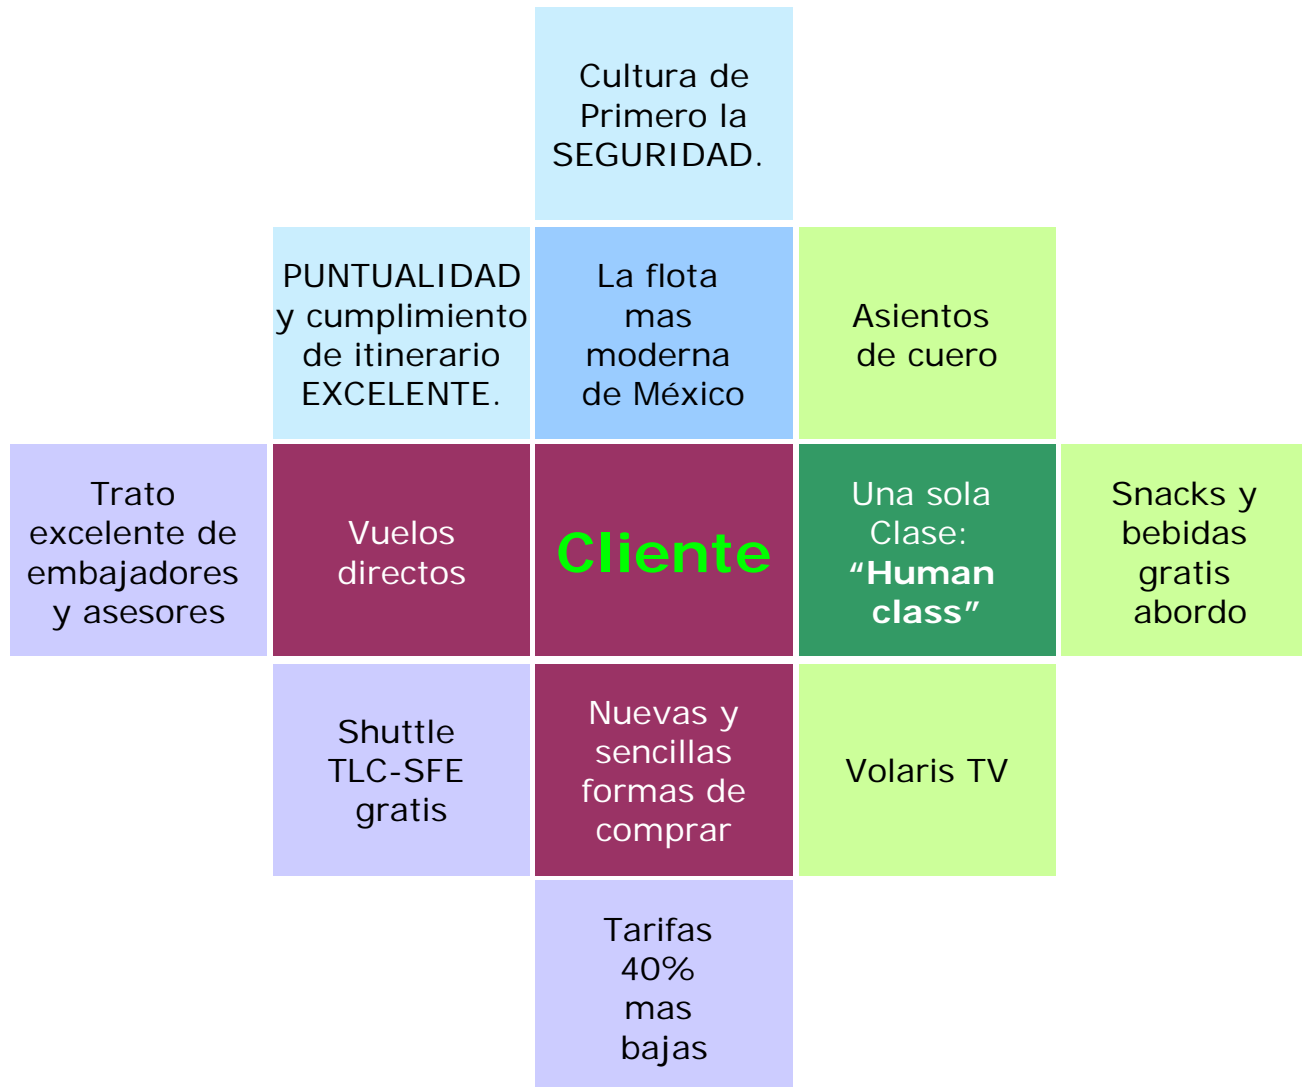 Cultura de
Primero la
SEGURIDAD.
PUNTUALIDAD
y cumplimiento
de itinerario
EXCELENTE.
La flota
mas
moderna
de México
Asientos
de cuero
Trato
excelente de
embajadores
y asesores
Vuelos
directos
Cliente
Una sola
Clase:
“Human
class”
Snacks y
bebidas
gratis
abordo
Shuttle
TLC-SFE
gratis
Nuevas y
sencillas
formas de
comprar
Volaris TV
Tarifas
40%
mas
bajas